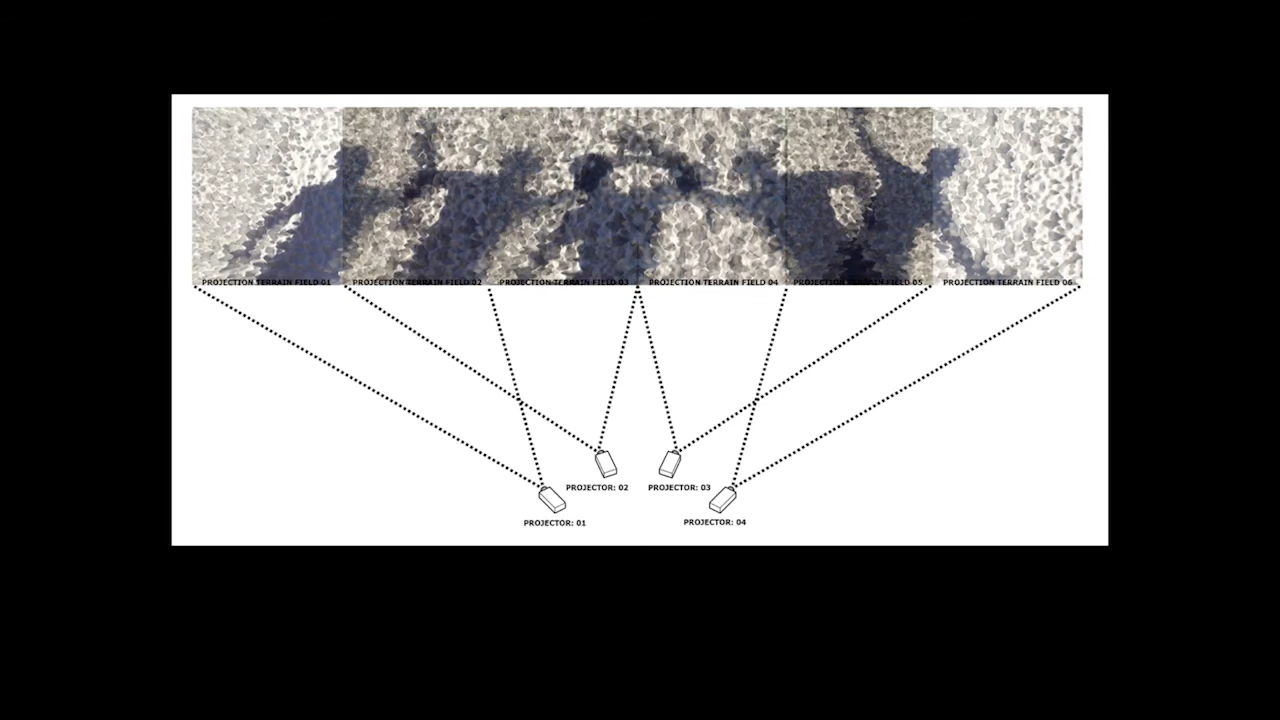 PROJECTION TERRAIN FIELD 01
PROJECTION TERRAIN FIELD 02
PROJECTION TERRAIN FIELD 03
PROJECTION TERRAIN FIELD 04
PROJECTION TERRAIN FIELD 05
PROJECTION TERRAIN FIELD 06
PROJECTOR: 02
PROJECTOR: 03
PROJECTOR: 01
PROJECTOR: 04